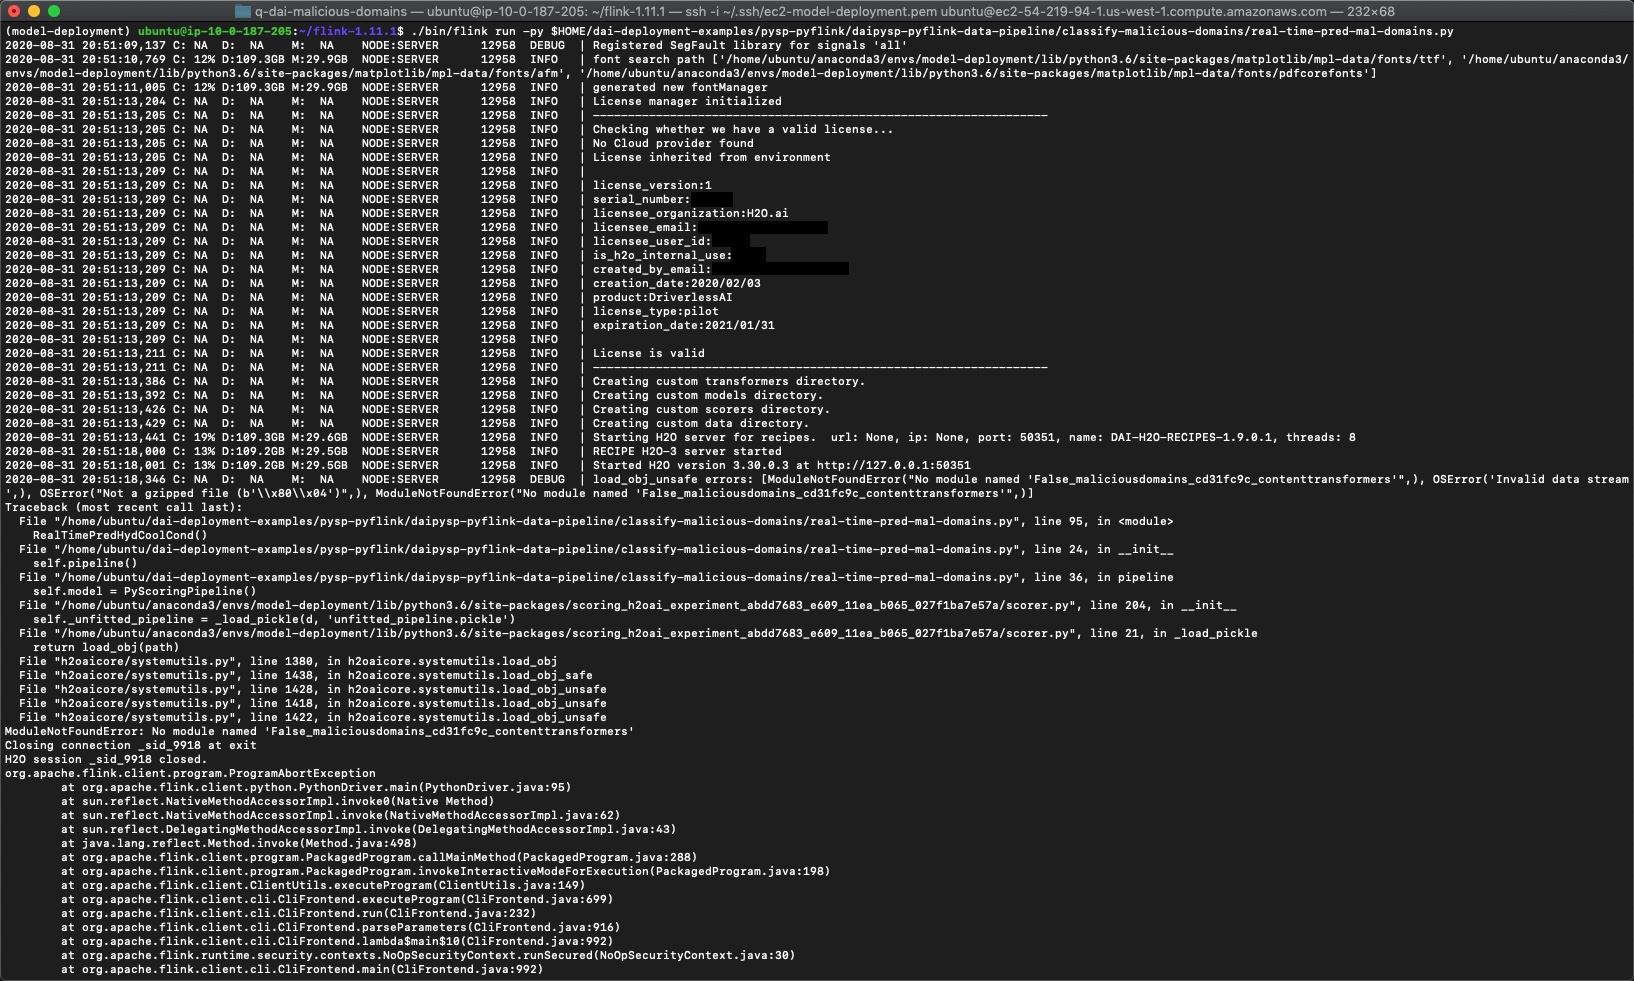 q-dai-malicious-domains — ubuntu@ip-10-0-187-205: ~/flink-1.11.1 — ssh -i ~/.ssh/ec2-model-deployment.pem ubuntu@ec2-54-219-94-1.us-west-1.compute.amazonaws.com — 232×68
(model-deployment) ubuntu@ip-10-0-187-205:~/flink-1.11.1$ ./bin/flink run -py $HOME/dai-deployment-examples/pysp-pyflink/daipysp-pyflink-data-pipeline/classify-malicious-domains/real-time-pred-mal-domains.py
2020-08-31 20:51:09,137 C: NA  D:  NA    M:  NA    NODE:SERVER      12958  DEBUG  | Registered SegFault library for signals 'all'
2020-08-31 20:51:10,769 C: 12% D:109.3GB M:29.9GB  NODE:SERVER      12958  INFO   | font search path ['/home/ubuntu/anaconda3/envs/model-deployment/lib/python3.6/site-packages/matplotlib/mpl-data/fonts/ttf', '/home/ubuntu/anaconda3/
envs/model-deployment/lib/python3.6/site-packages/matplotlib/mpl-data/fonts/afm', '/home/ubuntu/anaconda3/envs/model-deployment/lib/python3.6/site-packages/matplotlib/mpl-data/fonts/pdfcorefonts']
2020-08-31 20:51:11,005 C: 12% D:109.3GB M:29.9GB  NODE:SERVER      12958  INFO   | generated new fontManager
2020-08-31 20:51:13,204 C: NA  D:  NA    M:  NA    NODE:SERVER      12958  INFO   | License manager initialized
2020-08-31 20:51:13,205 C: NA  D:  NA    M:  NA    NODE:SERVER      12958  INFO   | -----------------------------------------------------------------
2020-08-31 20:51:13,205 C: NA  D:  NA    M:  NA    NODE:SERVER      12958  INFO   | Checking whether we have a valid license...
2020-08-31 20:51:13,205 C: NA  D:  NA    M:  NA    NODE:SERVER      12958  INFO   | No Cloud provider found
2020-08-31 20:51:13,205 C: NA  D:  NA    M:  NA    NODE:SERVER      12958  INFO   | License inherited from environment
2020-08-31 20:51:13,209 C: NA  D:  NA    M:  NA    NODE:SERVER      12958  INFO   |
2020-08-31 20:51:13,209 C: NA  D:  NA    M:  NA    NODE:SERVER      12958  INFO   | license_version:1
2020-08-31 20:51:13,209 C: NA  D:  NA    M:  NA    NODE:SERVER      12958  INFO   | serial_number:
2020-08-31 20:51:13,209 C: NA  D:  NA    M:  NA    NODE:SERVER      12958  INFO   | licensee_organization:H2O.ai
2020-08-31 20:51:13,209 C: NA  D:  NA    M:  NA    NODE:SERVER      12958  INFO   | licensee_email:
2020-08-31 20:51:13,209 C: NA  D:  NA    M:  NA    NODE:SERVER      12958  INFO   | licensee_user_id:
2020-08-31 20:51:13,209 C: NA  D:  NA    M:  NA    NODE:SERVER      12958  INFO   | is_h2o_internal_use:
2020-08-31 20:51:13,209 C: NA  D:  NA    M:  NA    NODE:SERVER      12958  INFO   | created_by_email:
2020-08-31 20:51:13,209 C: NA  D:  NA    M:  NA    NODE:SERVER      12958  INFO   | creation_date:2020/02/03
2020-08-31 20:51:13,209 C: NA  D:  NA    M:  NA    NODE:SERVER      12958  INFO   | product:DriverlessAI
2020-08-31 20:51:13,209 C: NA  D:  NA    M:  NA    NODE:SERVER      12958  INFO   | license_type:pilot
2020-08-31 20:51:13,209 C: NA  D:  NA    M:  NA    NODE:SERVER      12958  INFO   | expiration_date:2021/01/31
2020-08-31 20:51:13,209 C: NA  D:  NA    M:  NA    NODE:SERVER      12958  INFO   |
2020-08-31 20:51:13,211 C: NA  D:  NA    M:  NA    NODE:SERVER      12958  INFO   | License is valid
2020-08-31 20:51:13,211 C: NA  D:  NA    M:  NA    NODE:SERVER      12958  INFO   | -----------------------------------------------------------------
2020-08-31 20:51:13,386 C: NA  D:  NA    M:  NA    NODE:SERVER      12958  INFO   | Creating custom transformers directory.
2020-08-31 20:51:13,392 C: NA  D:  NA    M:  NA    NODE:SERVER      12958  INFO   | Creating custom models directory.
2020-08-31 20:51:13,426 C: NA  D:  NA    M:  NA    NODE:SERVER      12958  INFO   | Creating custom scorers directory.
2020-08-31 20:51:13,429 C: NA  D:  NA    M:  NA    NODE:SERVER      12958  INFO   | Creating custom data directory.
2020-08-31 20:51:13,441 C: 19% D:109.3GB M:29.6GB  NODE:SERVER      12958  INFO   | Starting H2O server for recipes.  url: None, ip: None, port: 50351, name: DAI-H2O-RECIPES-1.9.0.1, threads: 8
2020-08-31 20:51:18,000 C: 13% D:109.2GB M:29.5GB  NODE:SERVER      12958  INFO   | RECIPE H2O-3 server started
2020-08-31 20:51:18,001 C: 13% D:109.2GB M:29.5GB  NODE:SERVER      12958  INFO   | Started H2O version 3.30.0.3 at http://127.0.0.1:50351
2020-08-31 20:51:18,346 C: NA  D:  NA    M:  NA    NODE:SERVER      12958  DEBUG  | load_obj_unsafe errors: [ModuleNotFoundError("No module named 'False_maliciousdomains_cd31fc9c_contenttransformers'",), OSError('Invalid data stream
',), OSError("Not a gzipped file (b'\\x80\\x04')",), ModuleNotFoundError("No module named 'False_maliciousdomains_cd31fc9c_contenttransformers'",)]
Traceback (most recent call last):
  File "/home/ubuntu/dai-deployment-examples/pysp-pyflink/daipysp-pyflink-data-pipeline/classify-malicious-domains/real-time-pred-mal-domains.py", line 95, in <module>
    RealTimePredHydCoolCond()
  File "/home/ubuntu/dai-deployment-examples/pysp-pyflink/daipysp-pyflink-data-pipeline/classify-malicious-domains/real-time-pred-mal-domains.py", line 24, in __init__
    self.pipeline()
  File "/home/ubuntu/dai-deployment-examples/pysp-pyflink/daipysp-pyflink-data-pipeline/classify-malicious-domains/real-time-pred-mal-domains.py", line 36, in pipeline
    self.model = PyScoringPipeline()
  File "/home/ubuntu/anaconda3/envs/model-deployment/lib/python3.6/site-packages/scoring_h2oai_experiment_abdd7683_e609_11ea_b065_027f1ba7e57a/scorer.py", line 204, in __init__
    self._unfitted_pipeline = _load_pickle(d, 'unfitted_pipeline.pickle')
  File "/home/ubuntu/anaconda3/envs/model-deployment/lib/python3.6/site-packages/scoring_h2oai_experiment_abdd7683_e609_11ea_b065_027f1ba7e57a/scorer.py", line 21, in _load_pickle
    return load_obj(path)
  File "h2oaicore/systemutils.py", line 1380, in h2oaicore.systemutils.load_obj
  File "h2oaicore/systemutils.py", line 1438, in h2oaicore.systemutils.load_obj_safe
  File "h2oaicore/systemutils.py", line 1428, in h2oaicore.systemutils.load_obj_unsafe
  File "h2oaicore/systemutils.py", line 1418, in h2oaicore.systemutils.load_obj_unsafe
  File "h2oaicore/systemutils.py", line 1422, in h2oaicore.systemutils.load_obj_unsafe
ModuleNotFoundError: No module named 'False_maliciousdomains_cd31fc9c_contenttransformers'
Closing connection _sid_9918 at exit
H2O session _sid_9918 closed.
org.apache.flink.client.program.ProgramAbortException
        at org.apache.flink.client.python.PythonDriver.main(PythonDriver.java:95)
        at sun.reflect.NativeMethodAccessorImpl.invoke0(Native Method)
        at sun.reflect.NativeMethodAccessorImpl.invoke(NativeMethodAccessorImpl.java:62)
        at sun.reflect.DelegatingMethodAccessorImpl.invoke(DelegatingMethodAccessorImpl.java:43)
        at java.lang.reflect.Method.invoke(Method.java:498)
        at org.apache.flink.client.program.PackagedProgram.callMainMethod(PackagedProgram.java:288)
        at org.apache.flink.client.program.PackagedProgram.invokeInteractiveModeForExecution(PackagedProgram.java:198)
        at org.apache.flink.client.ClientUtils.executeProgram(ClientUtils.java:149)
        at org.apache.flink.client.cli.CliFrontend.executeProgram(CliFrontend.java:699)
        at org.apache.flink.client.cli.CliFrontend.run(CliFrontend.java:232)
        at org.apache.flink.client.cli.CliFrontend.parseParameters(CliFrontend.java:916)
        at org.apache.flink.client.cli.CliFrontend.lambda$main$10(CliFrontend.java:992)
        at org.apache.flink.runtime.security.contexts.NoOpSecurityContext.runSecured(NoOpSecurityContext.java:30)
        at org.apache.flink.client.cli.CliFrontend.main(CliFrontend.java:992)